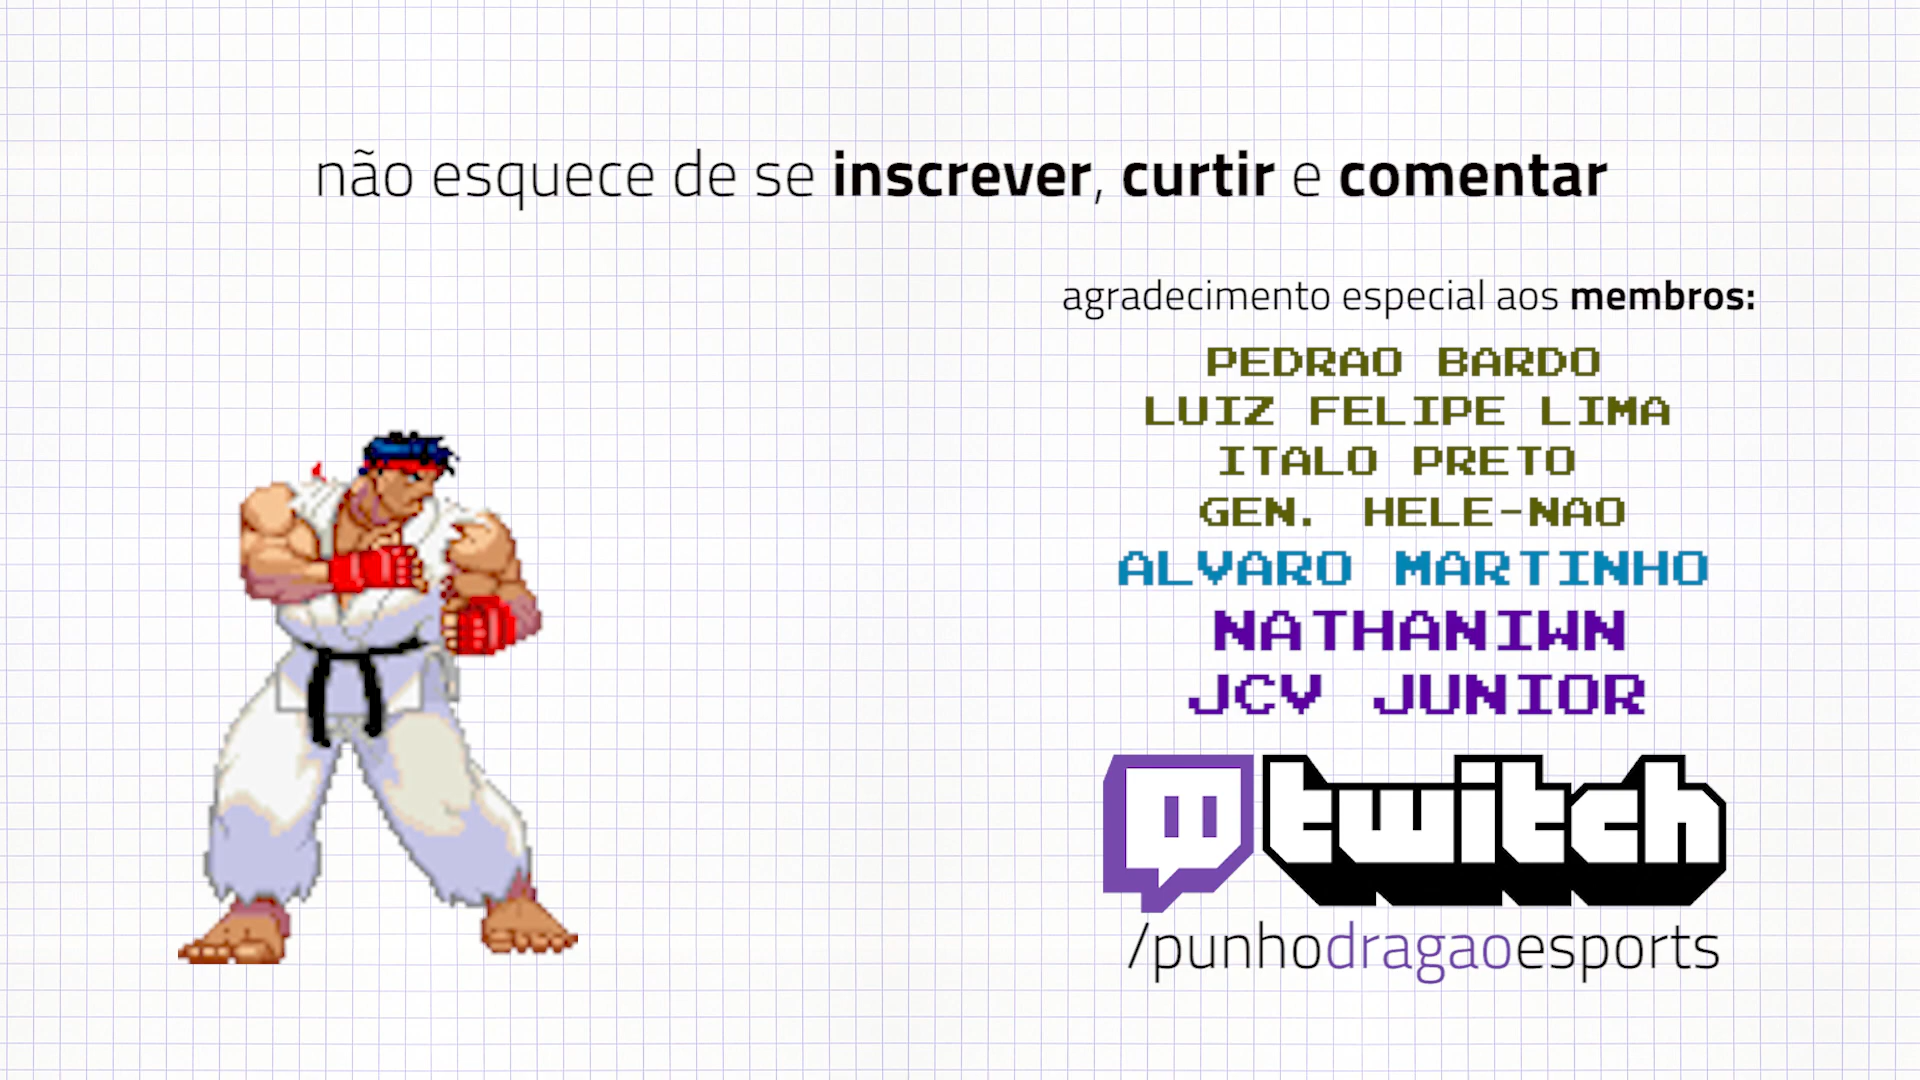 não esquece de se inscrever, curtir e comentar
agradecimento especial aos membros:
PEDRAO BARDO
LUIZ FELIPE LIMA
ITALO PRETO
GEN. HELE-NAO
ALVARO MARTINHO
NATHANIWN
JCV JUNIOR
twitch
/punhodragaoesports